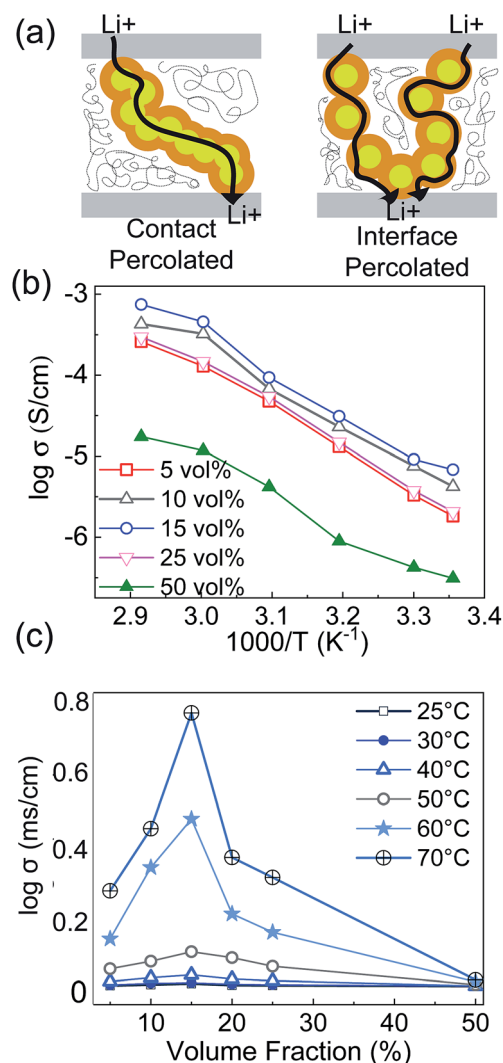 (a)
Li+
Li+
Li+
Li+
Li+
Contact
Percolated
Interface
Percolated
(b)
log σ (S/cm)
-3
-4
-5
-6
5 vol%
10 vol%
15 vol%
25 vol%
50 vol%
2.9 3.0 3.1 3.2 3.3 3.4
1000/T (K⁻¹)
(c)
log σ (ms/cm)
0.8
0.6
0.4
0.2
0
25°C
30°C
40°C
50°C
60°C
70°C
10 20 30 40 50
Volume Fraction (%)